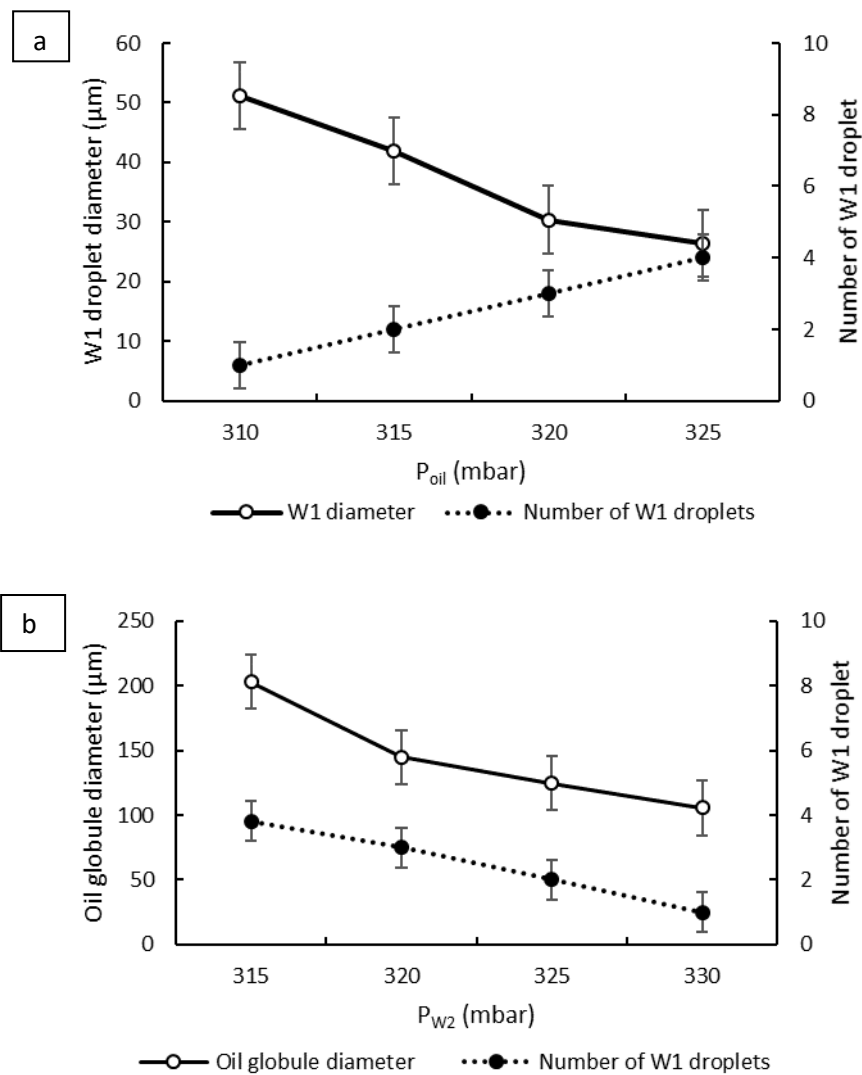 a
60
50
40
30
20
10
0
10
8
6
4
2
0
W1 droplet diameter (µm)
Number of W1 droplet
310 315 320 325
Poil (mbar)
W1 diameter Number of W1 droplets
b
250
200
150
100
50
0
10
8
6
4
2
0
Oil globule diameter (µm)
Number of W1 droplet
315 320 325 330
PW2 (mbar)
Oil globule diameter Number of W1 droplets